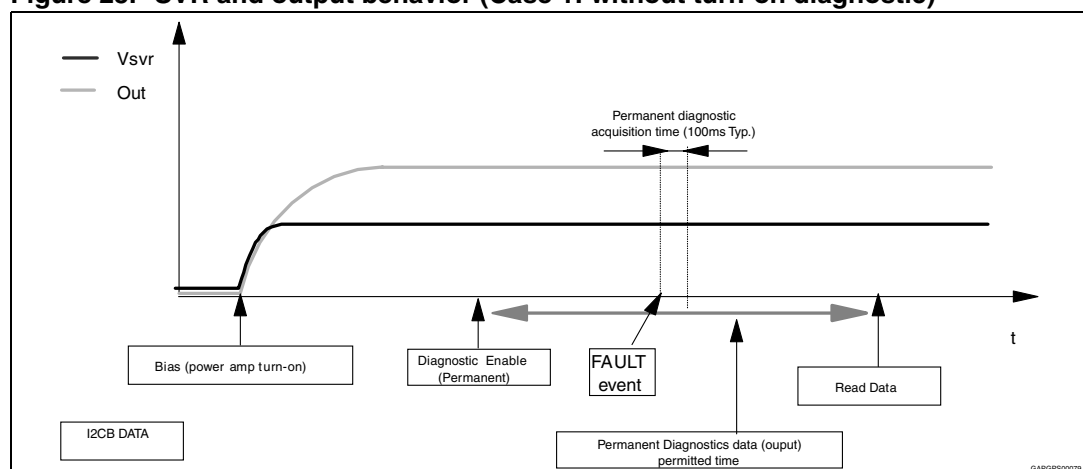 Figure 25. SVR and output behavior (Case 1: without turn-on diagnostic)
Vsvr
Out
Permanent diagnostic
acquisition time (100ms Typ.)
t
Bias (power amp turn-on)
Diagnostic Enable
(Permanent)
FAULT
event
Read Data
I2CB DATA
Permanent Diagnostics data (ouput)
permitted time
GAPGPS00079